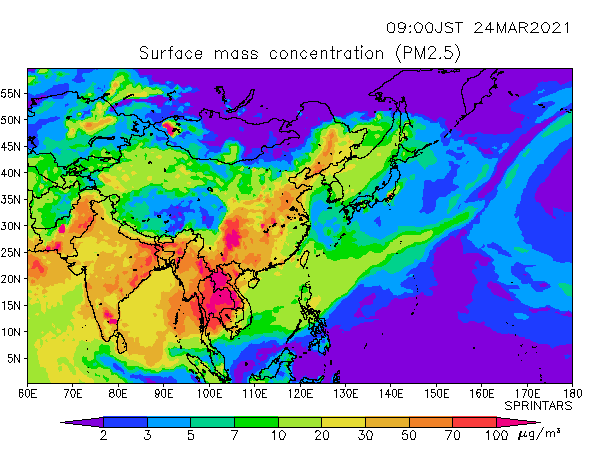 09:00JST 24MAR2021
Surface mass concentration (PM2.5)
55N
50N
45N
40N
35N
30N
25N
20N
15N
10N
5N
60E 70E 80E 90E 100E 110E 120E 130E 140E 150E 160E 170E 180
SPRINTARS
2 3 5 7 10 20 30 50 70 100 μg/m³